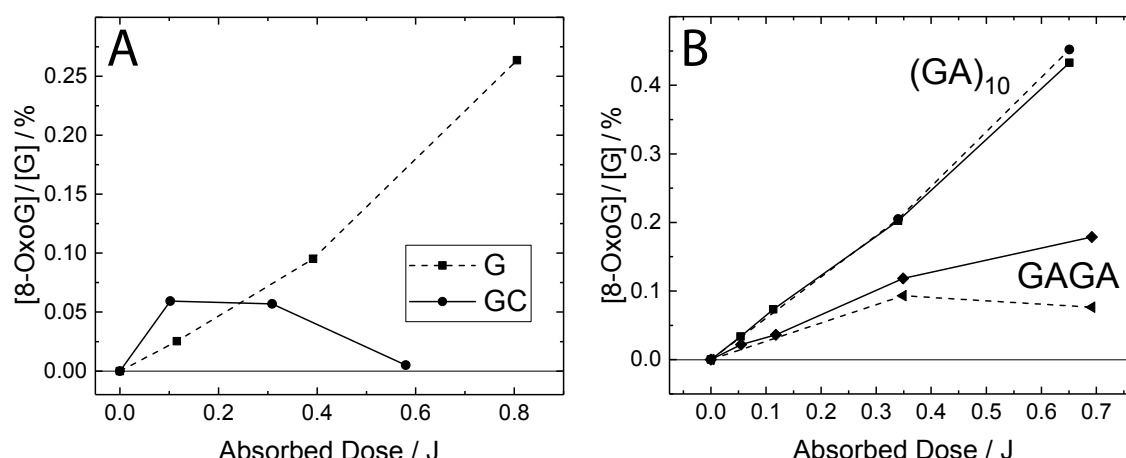 A
[8-OxoG] / [G] / %
0.25
0.20
0.15
0.10
0.05
0.00
G
GC
0.0 0.2 0.4 0.6 0.8
Absorbed Dose / J
B
[8-OxoG] / [G] / %
0.4
0.3
0.2
0.1
0.0
(GA)10
GAGA
0.0 0.1 0.2 0.3 0.4 0.5 0.6 0.7
Absorbed Dose / J